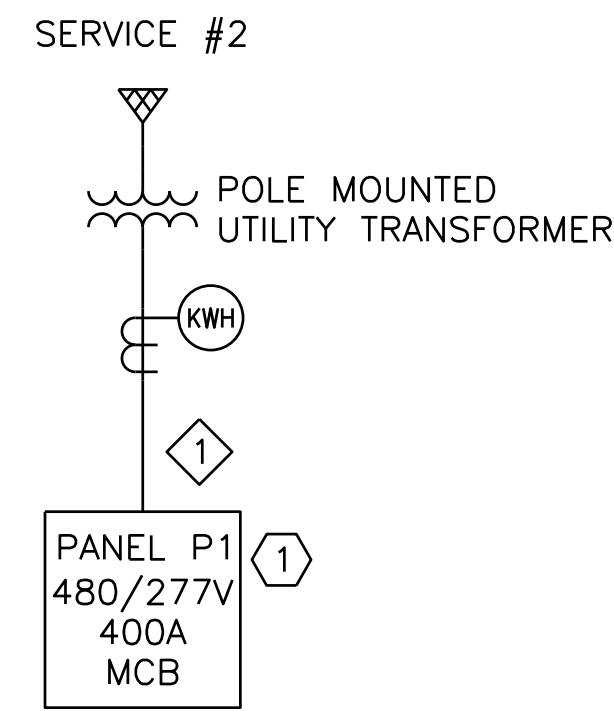 SERVICE #2
POLE MOUNTED
UTILITY TRANSFORMER
KWH
1
PANEL P1
480/277V
400A
MCB
1